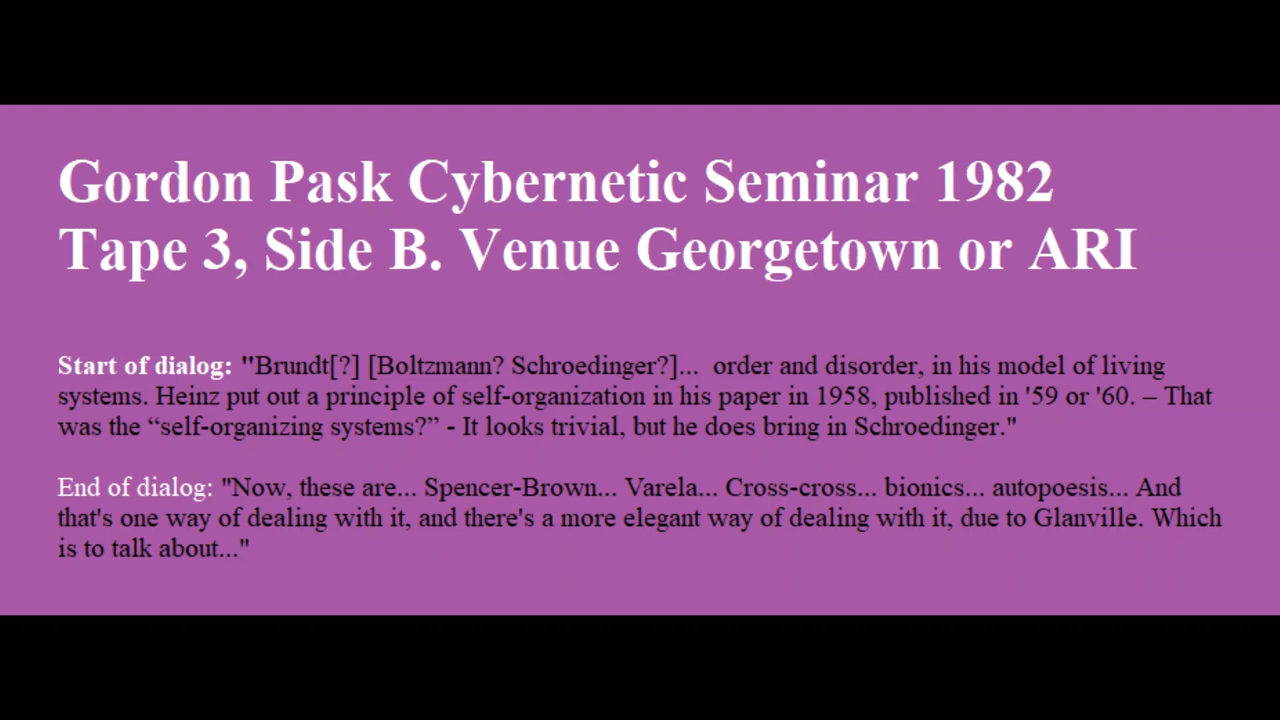 Gordon Pask Cybernetic Seminar 1982
Tape 3, Side B. Venue Georgetown or ARI
Start of dialog: "Brundt[?] [Boltzmann? Schroedinger?]...  order and disorder, in his model of living
systems. Heinz put out a principle of self-organization in his paper in 1958, published in '59 or '60. – That
was the “self-organizing systems?” - It looks trivial, but he does bring in Schroedinger."
End of dialog: "Now, these are... Spencer-Brown... Varela... Cross-cross... bionics... autopoesis... And
that's one way of dealing with it, and there's a more elegant way of dealing with it, due to Glanville. Which
is to talk about..."